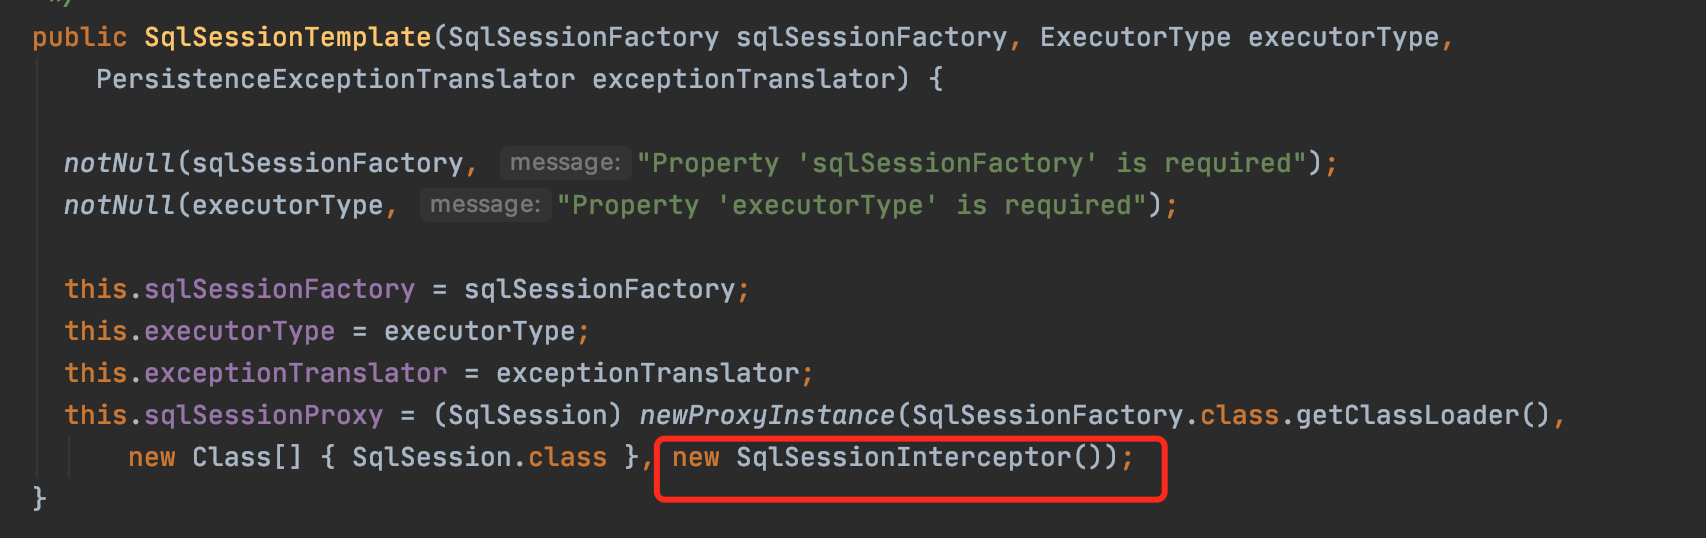 */
public SqlSessionTemplate(SqlSessionFactory sqlSessionFactory, ExecutorType executorType,
PersistenceExceptionTranslator exceptionTranslator) {
notNull(sqlSessionFactory, message: "Property 'sqlSessionFactory' is required");
notNull(executorType, message: "Property 'executorType' is required");
this.sqlSessionFactory = sqlSessionFactory;
this.executorType = executorType;
this.exceptionTranslator = exceptionTranslator;
this.sqlSessionProxy = (SqlSession) newProxyInstance(SqlSessionFactory.class.getClassLoader(),
new Class[] { SqlSession.class }, new SqlSessionInterceptor());
}